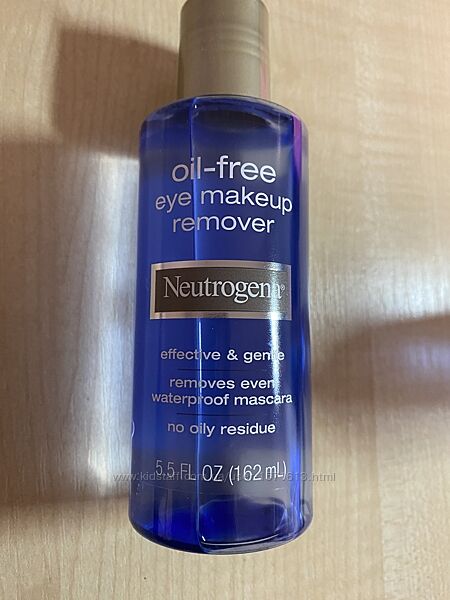 oil-free
eye makeup
remover
Neutrogena®
effective & gentle
removes even
waterproof mascara
no oily residue
5.5 FL OZ (162 mL)